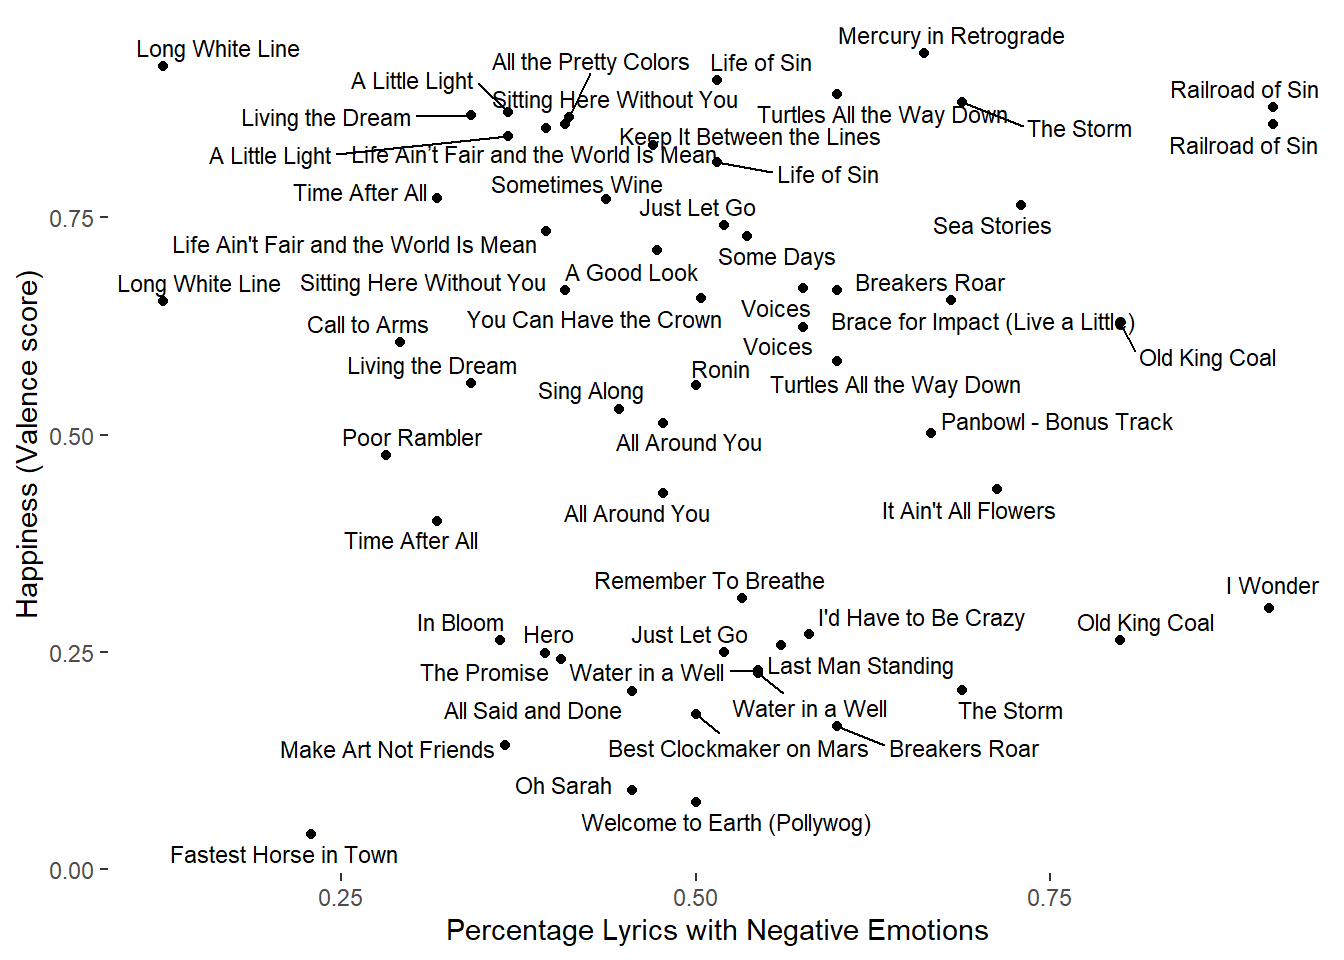 Mercury in Retrograde
Long White Line
All the Pretty Colors
Life of Sin
A Little Light
Railroad of Sin
Sitting Here Without You
Living the Dream
Turtles All the Way Down
The Storm
Keep It Between the Lines
Railroad of Sin
A Little Light
Life Ain’t Fair and the World Is Mean
Life of Sin
Time After All
Sometimes Wine
Just Let Go
0.75
Sea Stories
Life Ain't Fair and the World Is Mean
Some Days
A Good Look
Long White Line
Sitting Here Without You
Breakers Roar
Voices
You Can Have the Crown
Brace for Impact (Live a Little)
Call to Arms
Voices
Old King Coal
Living the Dream
Ronin
Turtles All the Way Down
Sing Along
Panbowl - Bonus Track
0.50
Poor Rambler
All Around You
It Ain't All Flowers
All Around You
Time After All
Remember To Breathe
I Wonder
I'd Have to Be Crazy
In Bloom
Hero
Just Let Go
Old King Coal
0.25
The Promise
Water in a Well
Last Man Standing
All Said and Done
Water in a Well
The Storm
Make Art Not Friends
Best Clockmaker on Mars
Breakers Roar
Oh Sarah
Welcome to Earth (Pollywog)
Fastest Horse in Town
0.00
0.25
0.50
0.75
Percentage Lyrics with Negative Emotions
Happiness (Valence score)